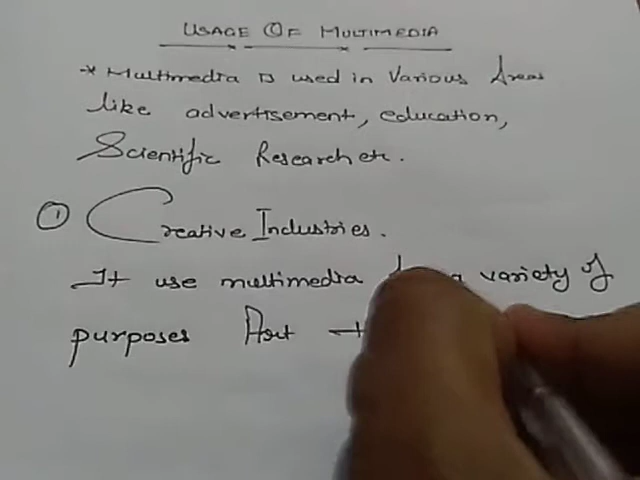 USAGE OF MULTIMEDIA
* Multimedia is used in Various Areas
like advertisement, education,
Scientific Research etc.
① Creative Industries.
It use multimedia a variety of
purposes